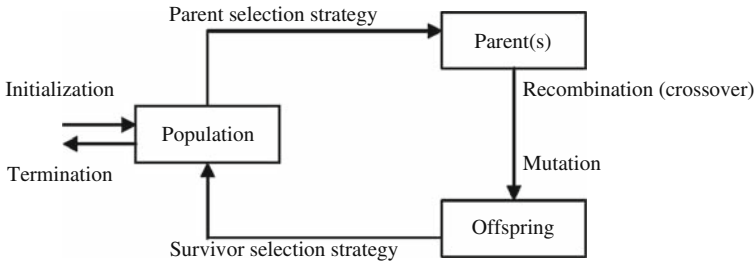 Parent selection strategy
Parent(s)
Initialization
Recombination (crossover)
Population
Mutation
Termination
Offspring
Survivor selection strategy